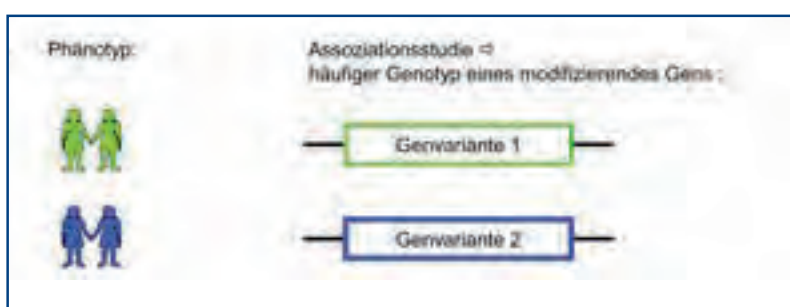 Phänotyp:
Assoziationsstudie ⇨
häufiger Genotyp eines modifizierendes Gens :
Genvariante 1
Genvariante 2